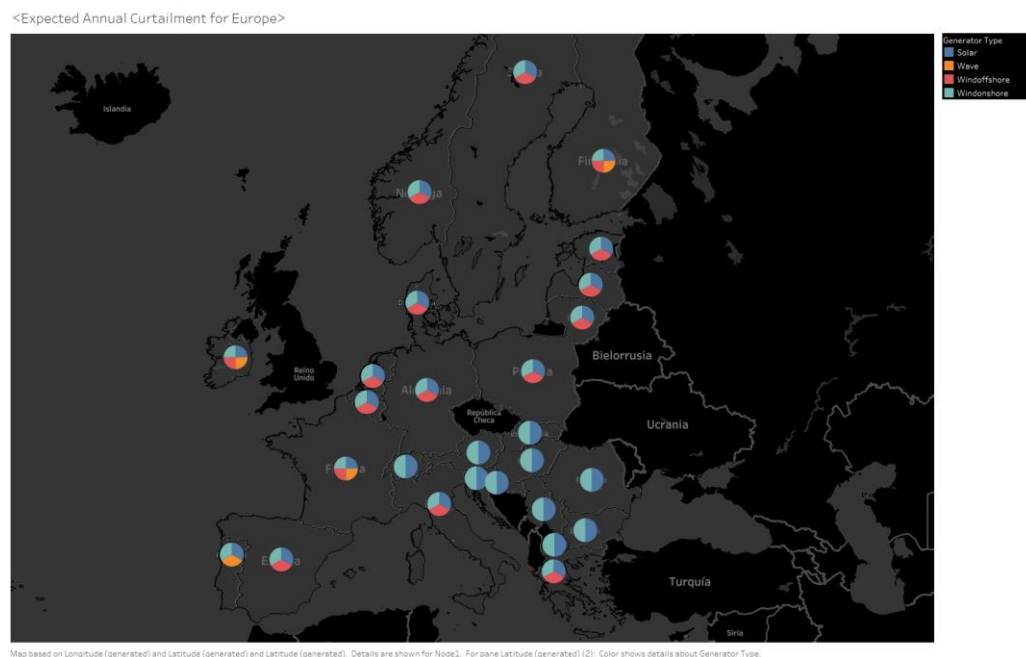 <Expected Annual Curtailment for Europe>
Generator Type
Solar
Wave
Windoffshore
Windonshore
Islandia
Reino
Unido
Bielorrusia
República
Checa
Ucrania
Turquía
Siria
Map based on Longitude (generated) and Latitude (generated) and Latitude (generated). Details are shown for Node1. For pane Latitude (generated) (2): Color shows details about Generator Type.